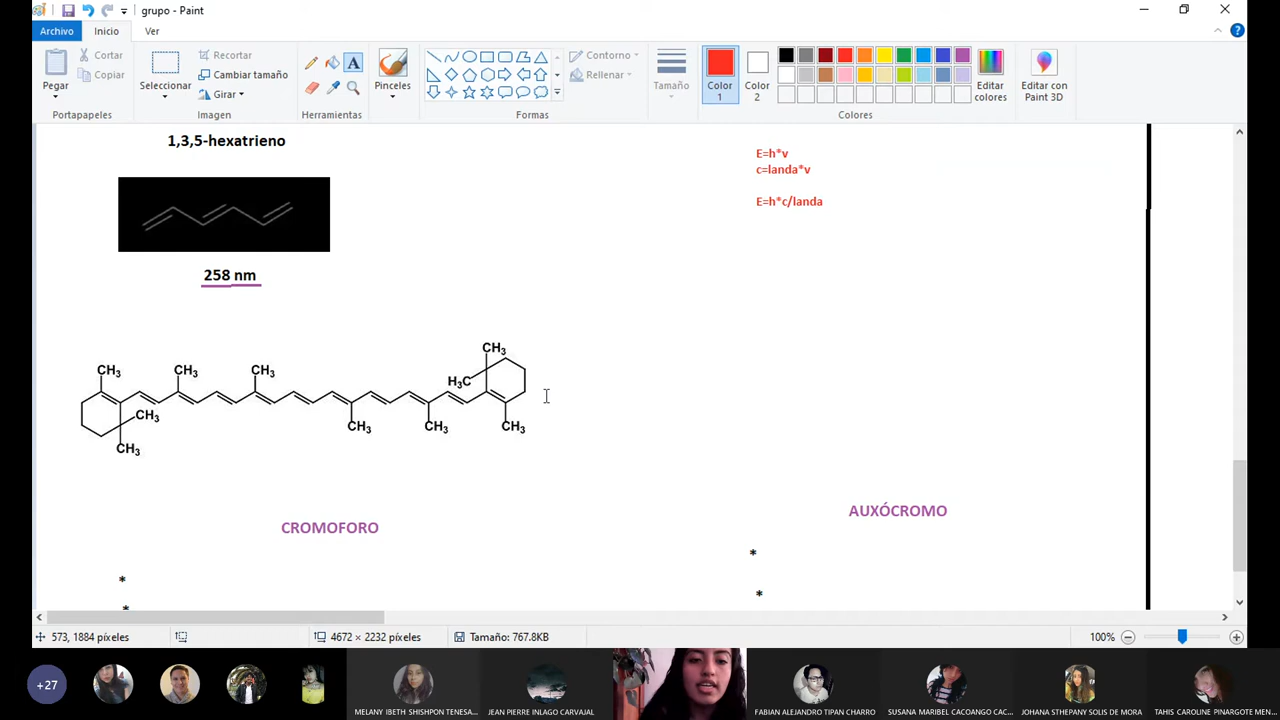 grupo - Paint
Archivo
Inicio
Ver
Pegar
Cortar
Copiar
Portapapeles
Seleccionar
Recortar
Cambiar tamaño
Girar
Imagen
Herramientas
Pinceles
Contorno
Rellenar
Formas
Tamaño
Color
1
Color
2
Editar
colores
Editar con
Paint 3D
Colores
1,3,5-hexatrieno
258 nm
E=h*v
c=landa*v
E=h*c/landa
CH3
CH3
CH3
CH3
CH3
CH3
H3C
CH3
CH3
CH3
CROMOFORO
*
*
AUXÓCROMO
*
*
573, 1884 píxeles
4672 × 2232 píxeles
Tamaño: 767.8KB
100%
+27
MELANY IBETH SHISHPON TENESA...
JEAN PIERRE INLAGO CARVAJAL
FABIAN ALEJANDRO TIPAN CHARRO
SUSANA MARIBEL CACOANGO CAC...
JOHANA STHEPANY SOLIS DE MORA
TAHIS CAROLINE PINARGOTE MEN...